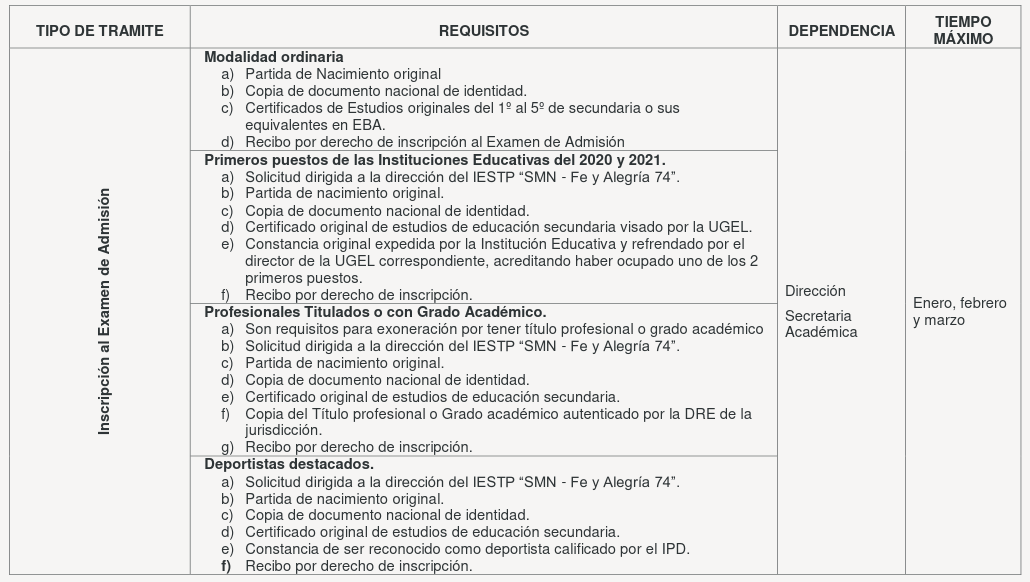 TIPO DE TRAMITE
REQUISITOS
DEPENDENCIA
TIEMPO
MÁXIMO
Inscripción al Examen de Admisión
Modalidad ordinaria
a) Partida de Nacimiento original
b) Copia de documento nacional de identidad.
c) Certificados de Estudios originales del 1º al 5º de secundaria o sus
equivalentes en EBA.
d) Recibo por derecho de inscripción al Examen de Admisión
Primeros puestos de las Instituciones Educativas del 2020 y 2021.
a) Solicitud dirigida a la dirección del IESTP “SMN - Fe y Alegría 74”.
b) Partida de nacimiento original.
c) Copia de documento nacional de identidad.
d) Certificado original de estudios de educación secundaria visado por la UGEL.
e) Constancia original expedida por la Institución Educativa y refrendado por el
director de la UGEL correspondiente, acreditando haber ocupado uno de los 2
primeros puestos.
f) Recibo por derecho de inscripción.
Profesionales Titulados o con Grado Académico.
a) Son requisitos para exoneración por tener título profesional o grado académico
b) Solicitud dirigida a la dirección del IESTP “SMN - Fe y Alegría 74”.
c) Partida de nacimiento original.
d) Copia de documento nacional de identidad.
e) Certificado original de estudios de educación secundaria.
f) Copia del Título profesional o Grado académico autenticado por la DRE de la
jurisdicción.
g) Recibo por derecho de inscripción.
Deportistas destacados.
a) Solicitud dirigida a la dirección del IESTP “SMN - Fe y Alegría 74”.
b) Partida de nacimiento original.
c) Copia de documento nacional de identidad.
d) Certificado original de estudios de educación secundaria.
e) Constancia de ser reconocido como deportista calificado por el IPD.
f) Recibo por derecho de inscripción.
Dirección
Secretaria
Académica
Enero, febrero
y marzo